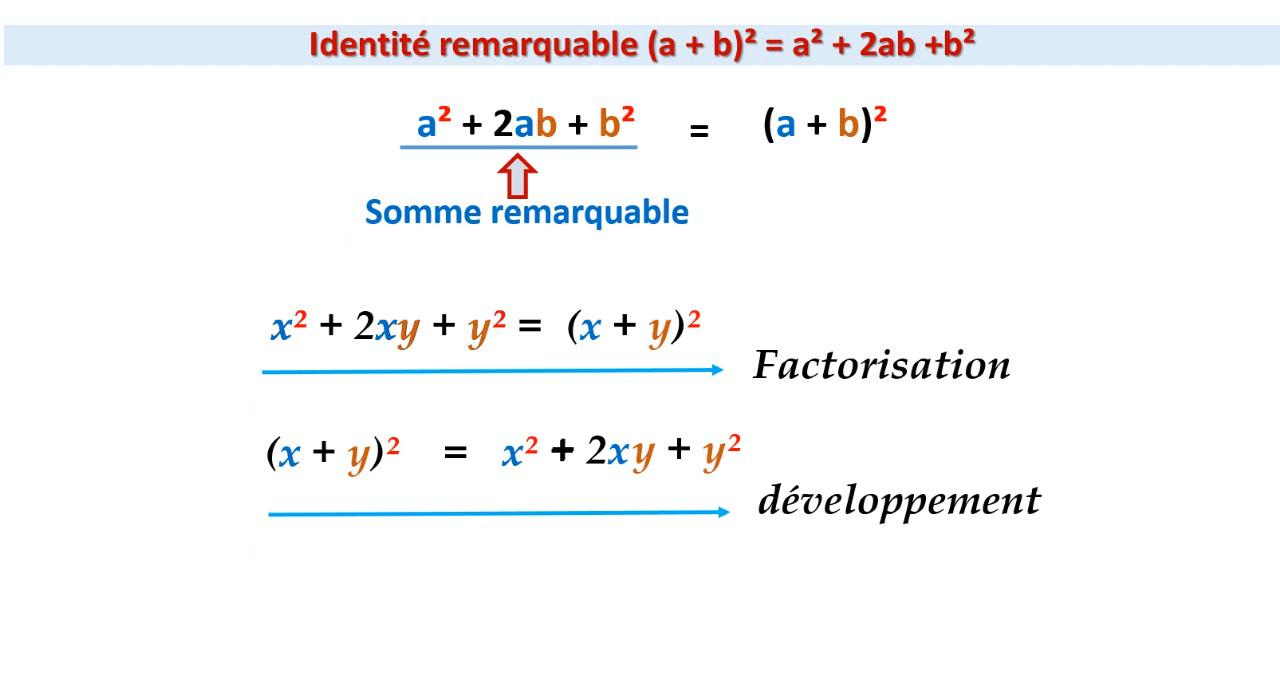 Identité remarquable (a + b)² = a² + 2ab +b²
a² + 2ab + b² = (a + b)²
Somme remarquable
x² + 2xy + y² = (x + y)²
Factorisation
(x + y)² = x² + 2xy + y²
développement